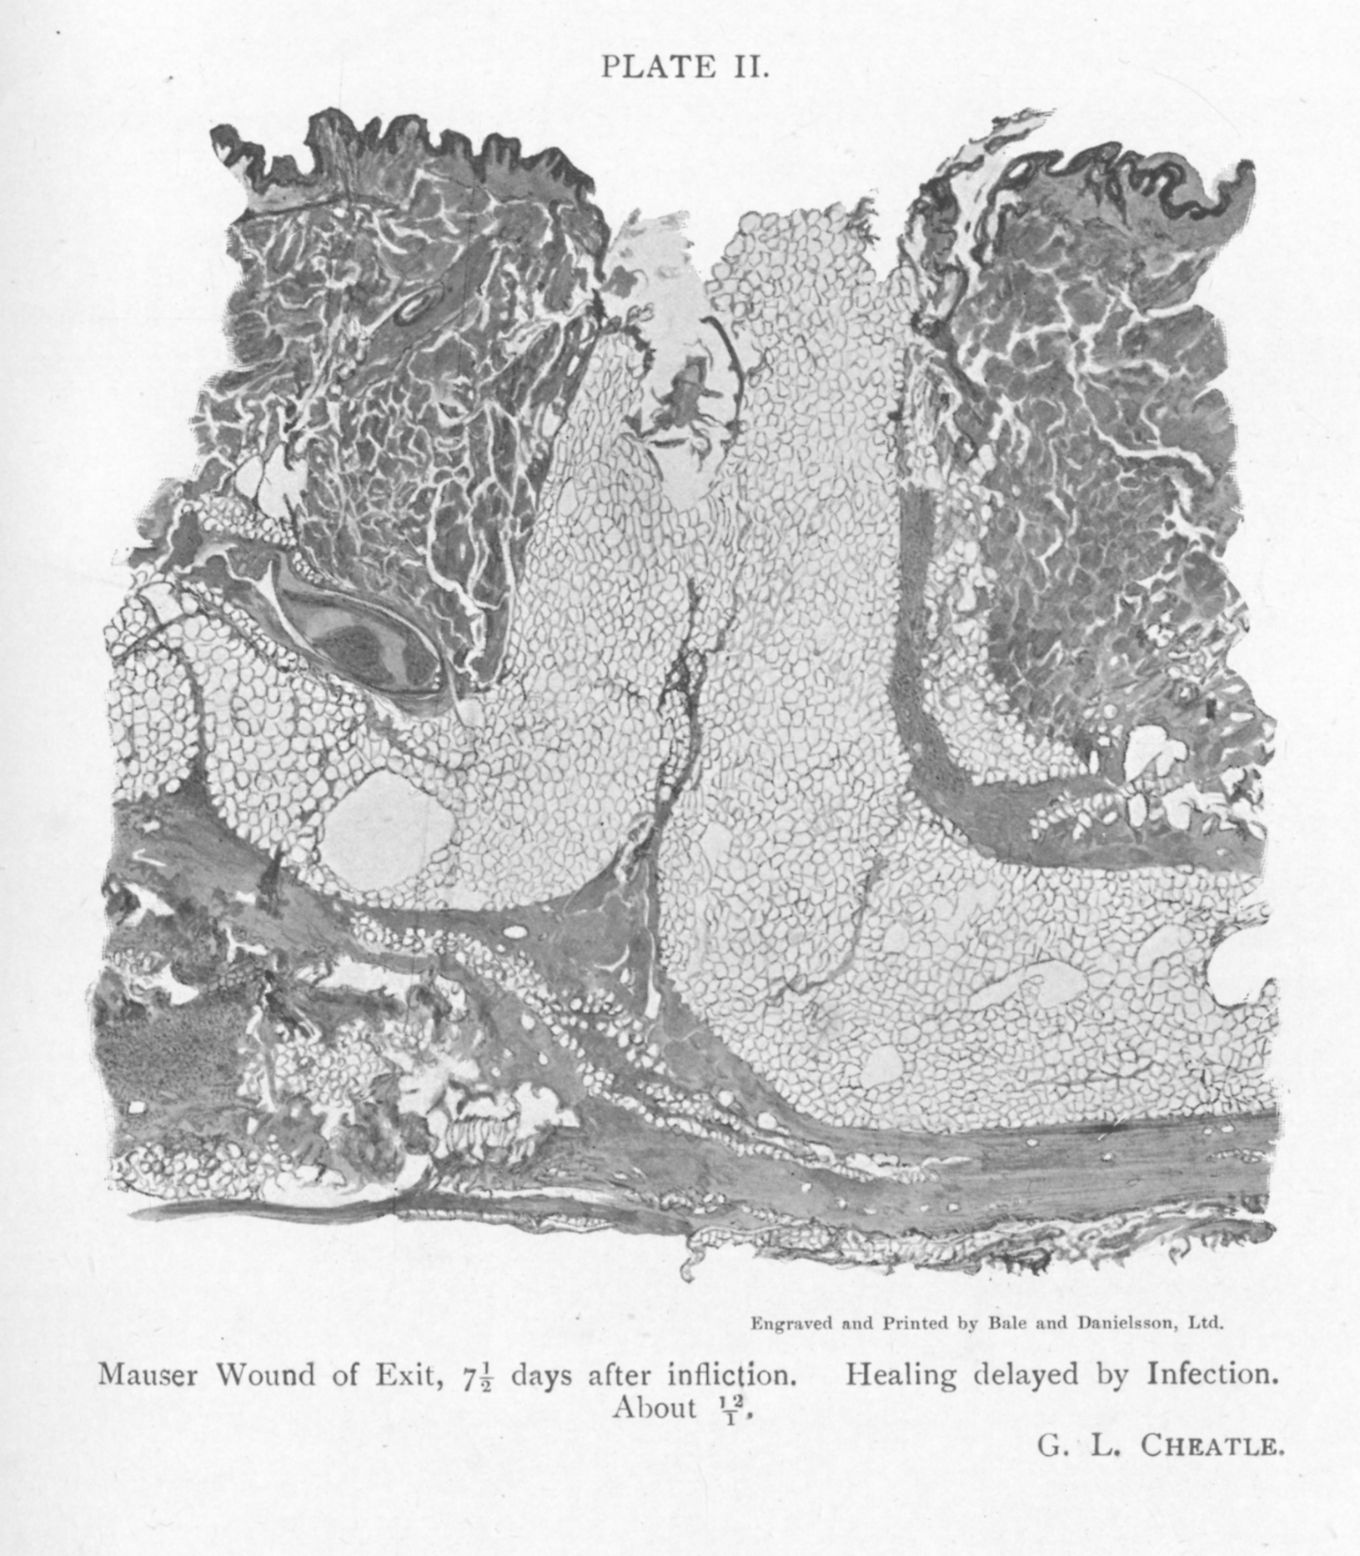 PLATE II.
Engraved and Printed by Bale and Danielsson, Ltd.
Mauser Wound of Exit, 7½ days after infliction. Healing delayed by Infection.
About 12/1.
G. L. CHEATLE.